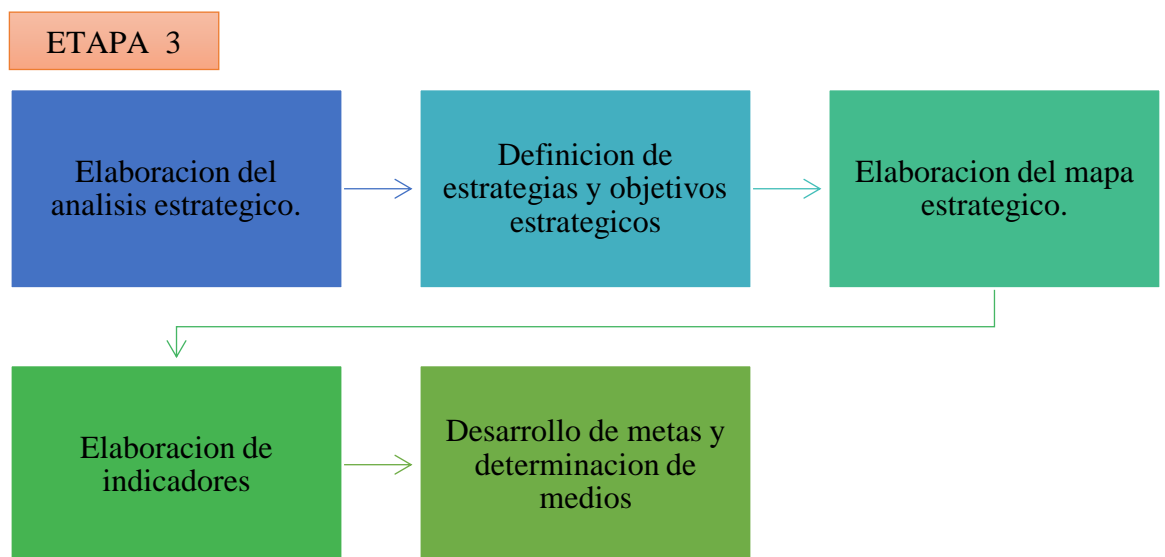 ETAPA 3
Elaboracion del
analisis estrategico.
Definicion de
estrategias y objetivos
estrategicos
Elaboracion del mapa
estrategico.
Elaboracion de
indicadores
Desarrollo de metas y
determinacion de
medios